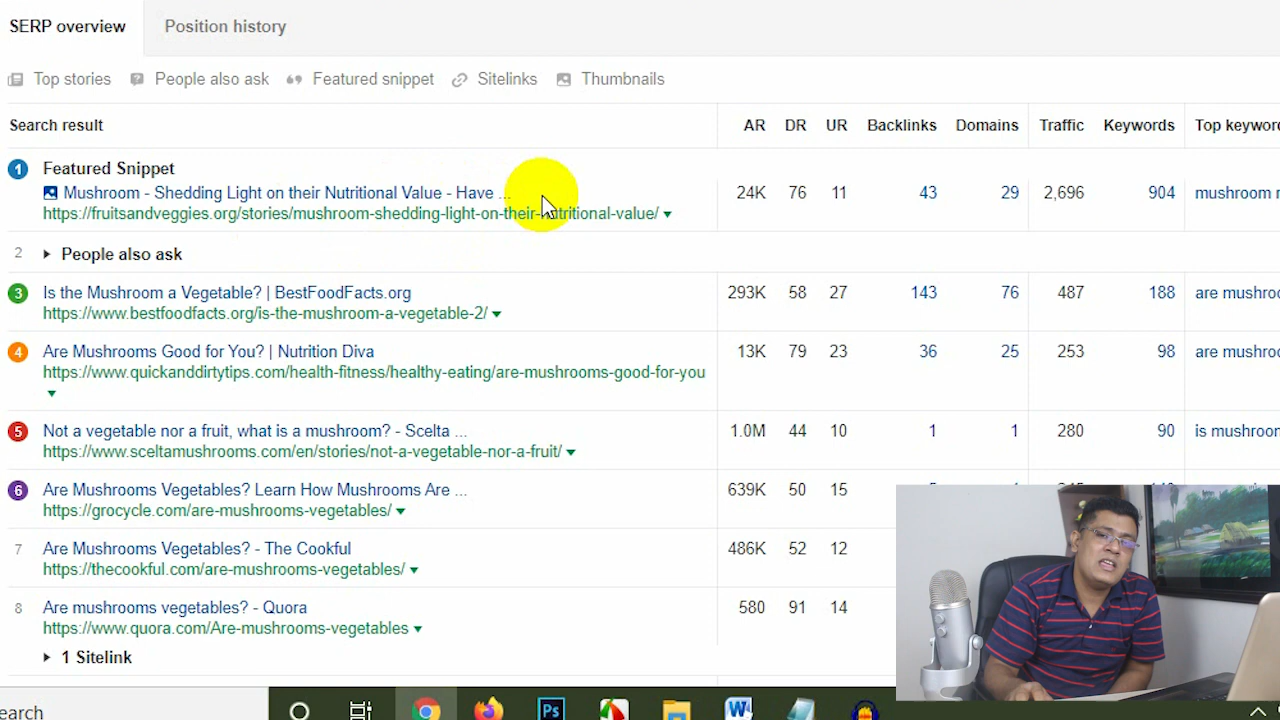 SERP overview
Position history
Top stories People also ask Featured snippet Sitelinks Thumbnails
Search result AR DR UR Backlinks Domains Traffic Keywords Top
1 Featured Snippet
Mushroom - Shedding Light on their Nutritional Value - Have ... 24K 76 11 43 29 2,696 904 mushroom
https://fruitsandveggies.org/stories/mushroom-shedding-light-on-their-nutritional-value/
2 People also ask
3 Is the Mushroom a Vegetable? | BestFoodFacts.org 293K 58 27 143 76 487 188 are
https://www.bestfoodfacts.org/is-the-mushroom-a-vegetable-2/
4 Are Mushrooms Good for You? | Nutrition Diva 13K 79 23 36 25 253 98 are
https://www.quickanddirtytips.com/health-fitness/healthy-eating/are-mushrooms-good-for-you
5 Not a vegetable nor a fruit, what is a mushroom? - Scelta ... 1.0M 44 10 1 1 280 90 is
https://www.sceltamushrooms.com/en/stories/not-a-vegetable-nor-a-fruit/
6 Are Mushrooms Vegetables? Learn How Mushrooms Are ... 639K 50 15
https://grocycle.com/are-mushrooms-vegetables/
7 Are Mushrooms Vegetables? - The Cookful 486K 52 12
https://thecookful.com/are-mushrooms-vegetables/
8 Are mushrooms vegetables? - Quora 580 91 14
https://www.quora.com/Are-mushrooms-vegetables
1 Sitelink
earch
Ps
W